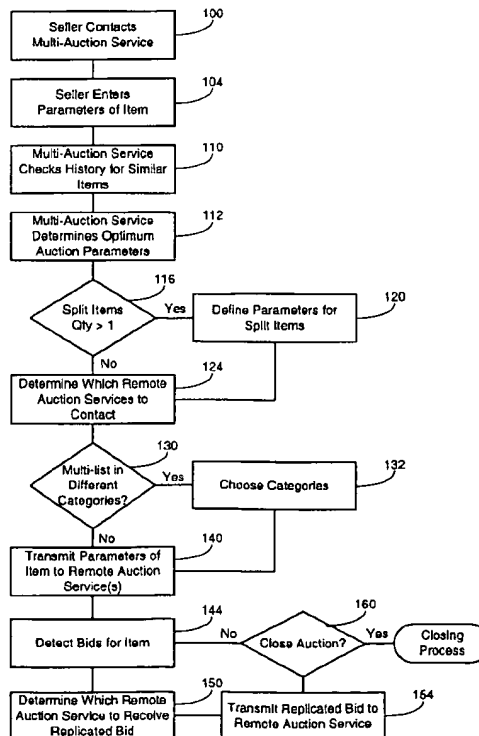 Seller Contacts
Multi-Auction Service
100
Seller Enters
Parameters of Item
104
Multi-Auction Service
Checks History for Similar
Items
110
Multi-Auction Service
Determines Optimum
Auction Parameters
112
Split Items
Qty > 1
116
Yes
Define Parameters for
Split Items
120
No
Determine Which Remote
Auction Services to
Contact
124
Multi-list in
Different
Categories?
130
Yes
Choose Categories
132
No
Transmit Parameters of
Item to Remote Auction
Service(s)
140
Detect Bids for Item
144
No
Close Auction?
160
Yes
Closing
Process
Determine Which Remote
Auction Service to Receive
Replicated Bid
150
Transmit Replicated Bid to
Remote Auction Service
154